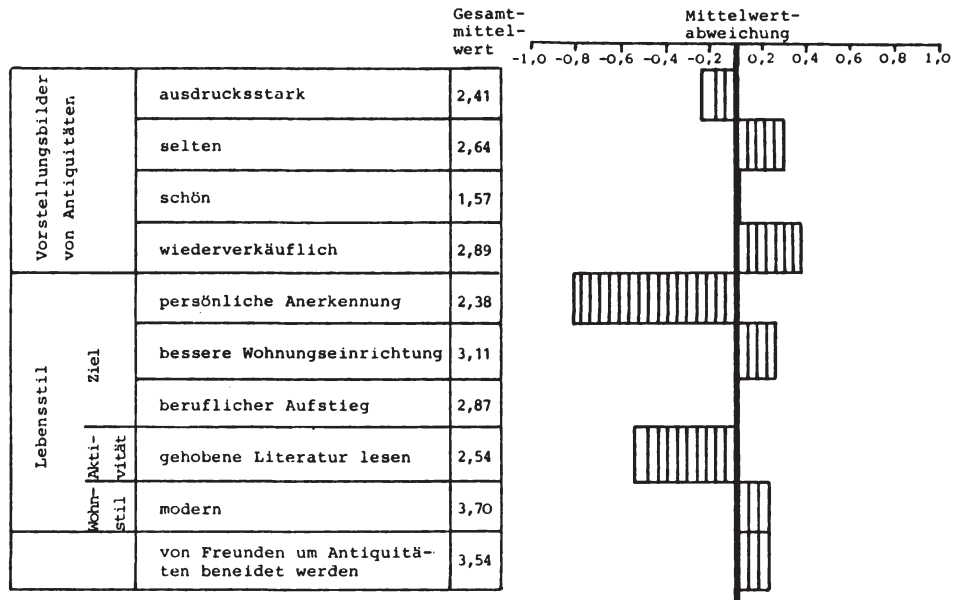 Gesamt-
mittel-
wert
Mittelwert-
abweichung
-1,0 -0,8 -0,6 -0,4 -0,2 0,2 0,4 0,6 0,8 1,0
Vorstellungsbilder
von Antiquitäten
ausdrucksstark 2,41
selten 2,64
schön 1,57
wiederverkäuflich 2,89
Lebensstil
Ziel
persönliche Anerkennung 2,38
bessere Wohnungseinrichtung 3,11
beruflicher Aufstieg 2,87
Akti-
vität
gehobene Literatur lesen 2,54
Wohn-
stil
modern 3,70
von Freunden um Antiquitä-
ten beneidet werden 3,54